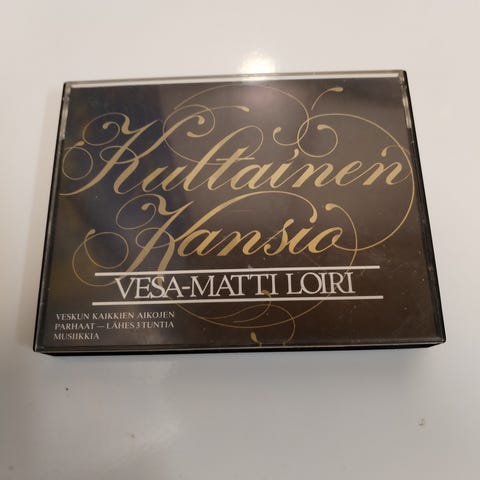 Kultainen
Kansio
VESA-MATTI LOIRI
VESKUN KAIKKIEN AIKOJEN
PARHAAT — LÄHES 3 TUNTIA
MUSIIKKIA